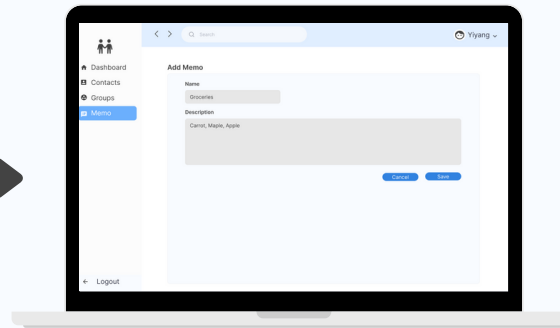 Search
Yiyang
Dashboard
Contacts
Groups
Memo
Logout
Add Memo
Name
Groceries
Description
Carrot, Maple, Apple
Cancel Save